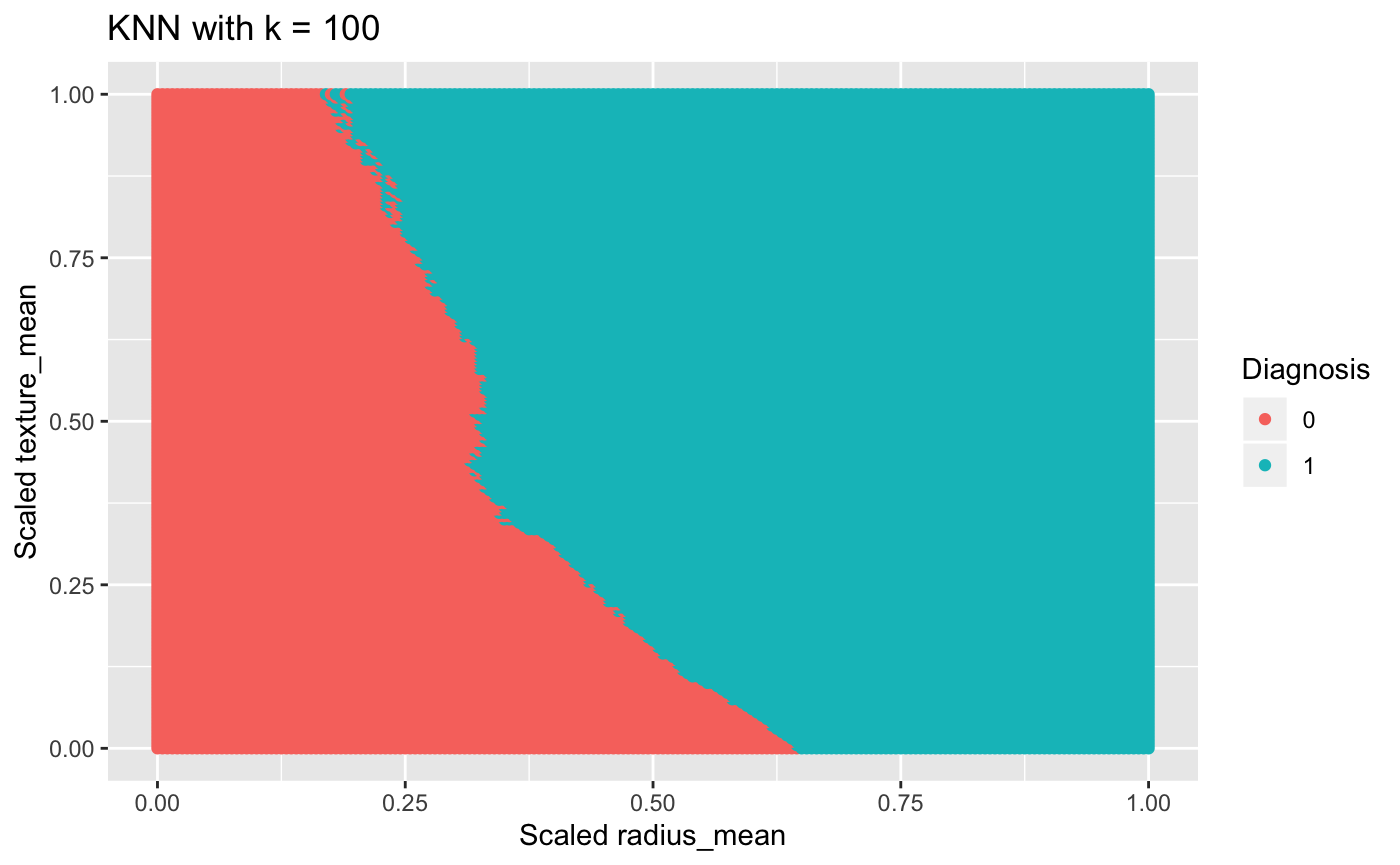 KNN with k = 100
1.00
0.75
0.50
0.25
0.00
Scaled texture_mean
0.00 0.25 0.50 0.75 1.00
Scaled radius_mean
Diagnosis
0
1